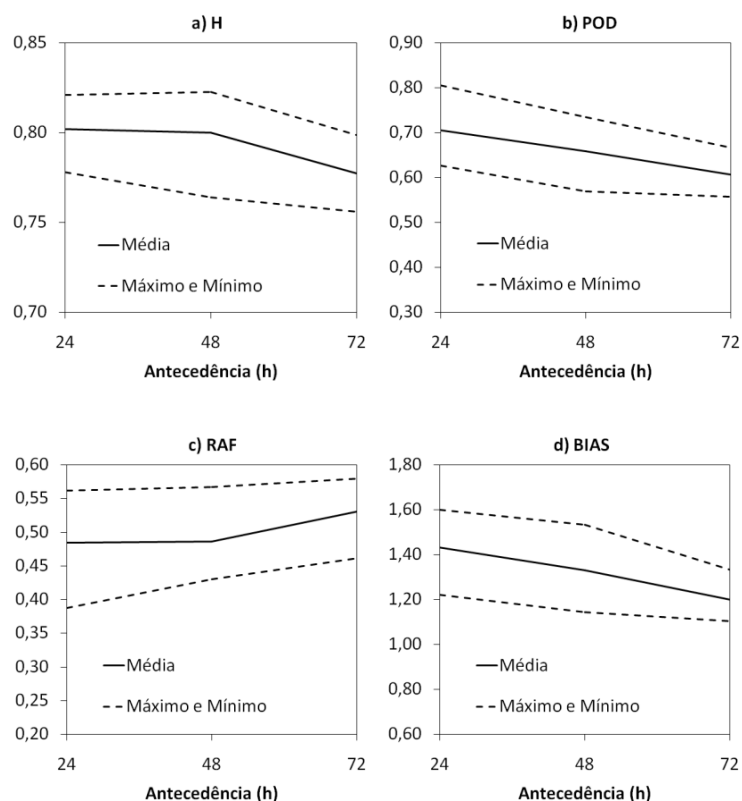 a) H
0,85
0,80
0,75
0,70
Média
Máximo e Mínimo
24 48 72
Antecedência (h)
b) POD
0,90
0,80
0,70
0,60
0,50
0,40
0,30
Média
Máximo e Mínimo
24 48 72
Antecedência (h)
c) RAF
0,60
0,55
0,50
0,45
0,40
0,35
0,30
0,25
0,20
Média
Máximo e Mínimo
24 48 72
Antecedência (h)
d) BIAS
1,80
1,60
1,40
1,20
1,00
0,80
0,60
Média
Máximo e Mínimo
24 48 72
Antecedência (h)